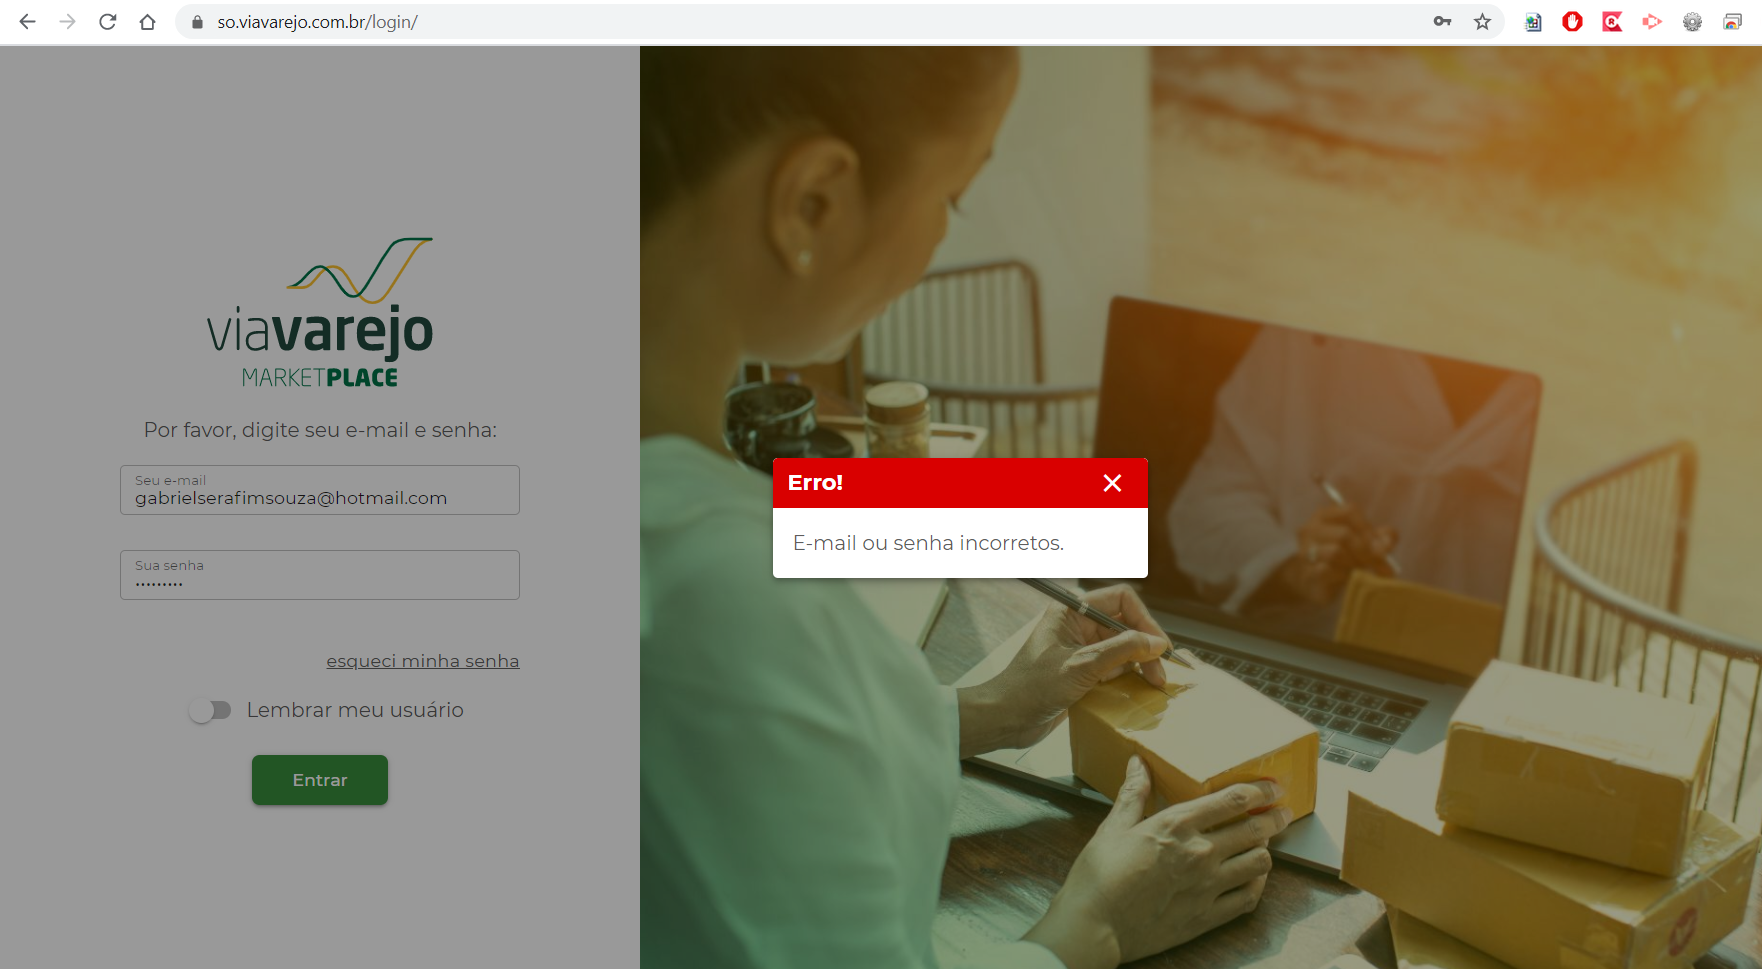 so.viavarejo.com.br/login/
viavarejo
MARKETPLACE
Por favor, digite seu e-mail e senha:
Seu e-mail
gabrielserafimsouza@hotmail.com
Sua senha
•••••••••
esqueci minha senha
Lembrar meu usuário
Entrar
Erro!
E-mail ou senha incorretos.